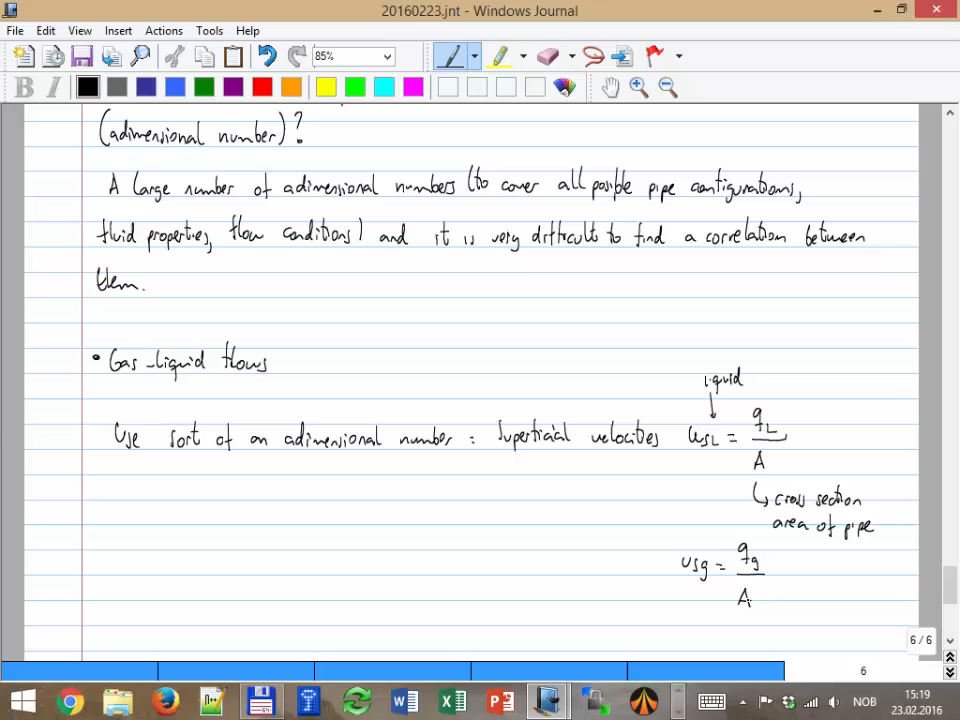 20160223.jnt - Windows Journal
File Edit View Insert Actions Tools Help
85%
B I
(adimensional number)?
A large number of adimensional numbers (to cover all posible pipe configurations,
fluid properties, flow conditions) and it is very difficult to find a correlation between
them.
• Gas-liquid flows
liquid
Use sort of an adimensional number : Superficial velocities usL = qL
A
cross section
area of pipe
usg = qg
A
6 / 6
6
NOB
15:19
23.02.2016